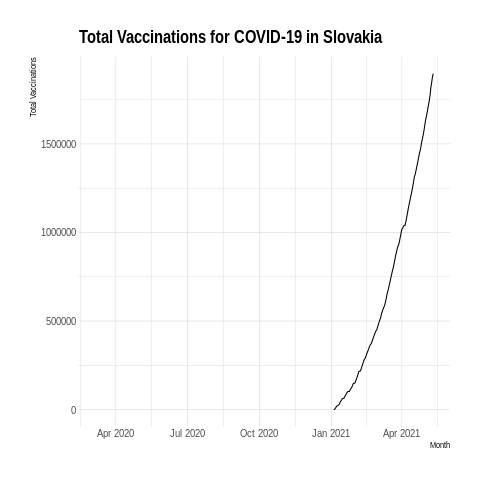 Total Vaccinations for COVID-19 in Slovakia
Total Vaccinations
1500000
1000000
500000
0
Apr 2020 Jul 2020 Oct 2020 Jan 2021 Apr 2021
Month